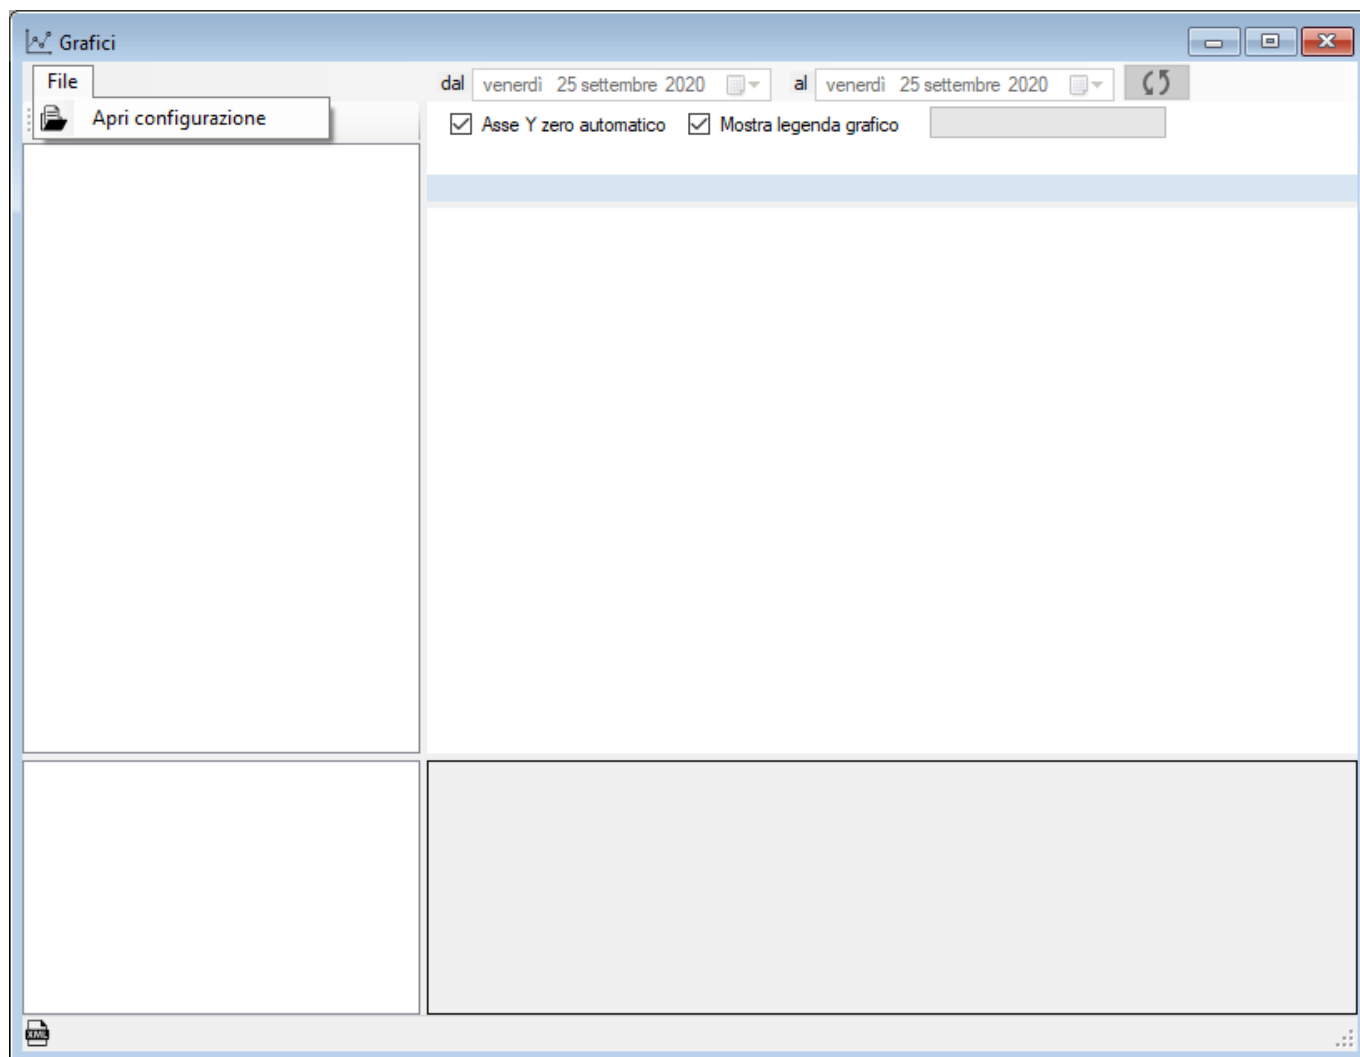 Grafici
File
dal venerdì 25 settembre 2020 al venerdì 25 settembre 2020
Apri configurazione
Asse Y zero automatico Mostra legenda grafico
XML